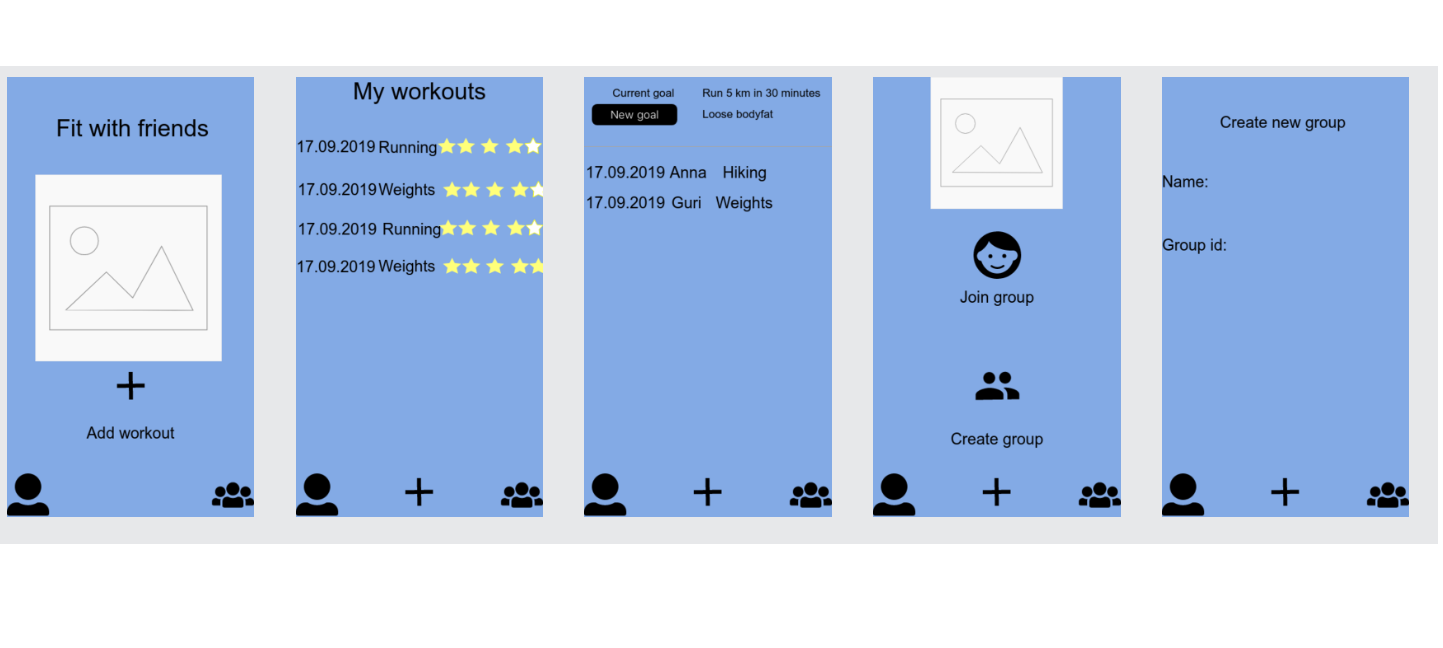 Fit with friends
Add workout
My workouts
17.09.2019 Running
17.09.2019 Weights
17.09.2019 Running
17.09.2019 Weights
Current goal Run 5 km in 30 minutes
New goal Loose bodyfat
17.09.2019 Anna Hiking
17.09.2019 Guri Weights
Join group
Create group
Create new group
Name:
Group id: